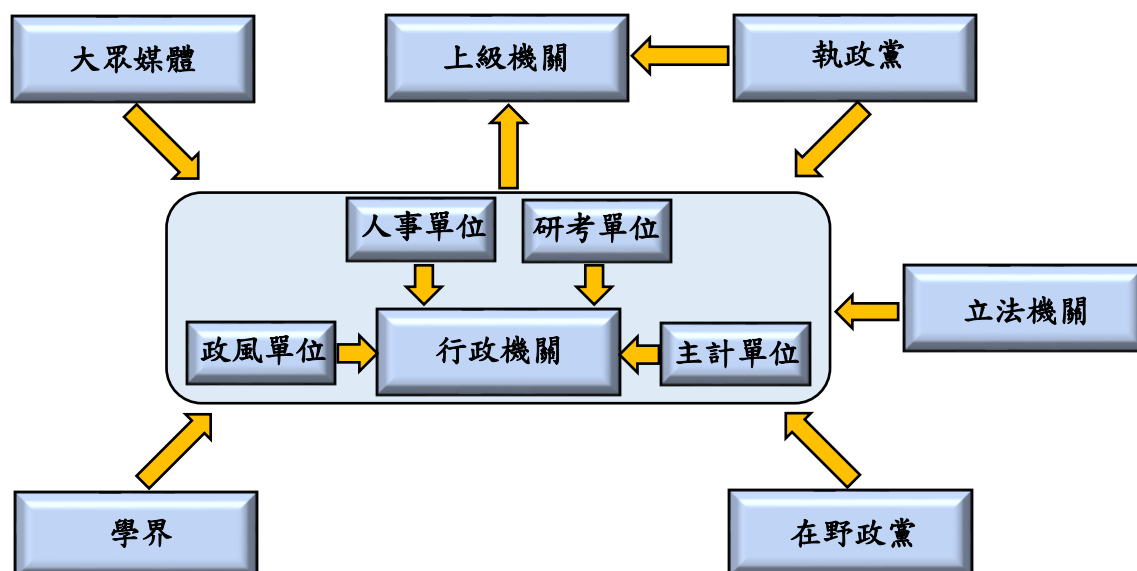 大眾媒體
上級機關
執政黨
人事單位
研考單位
立法機關
政風單位
行政機關
主計單位
學界
在野政黨